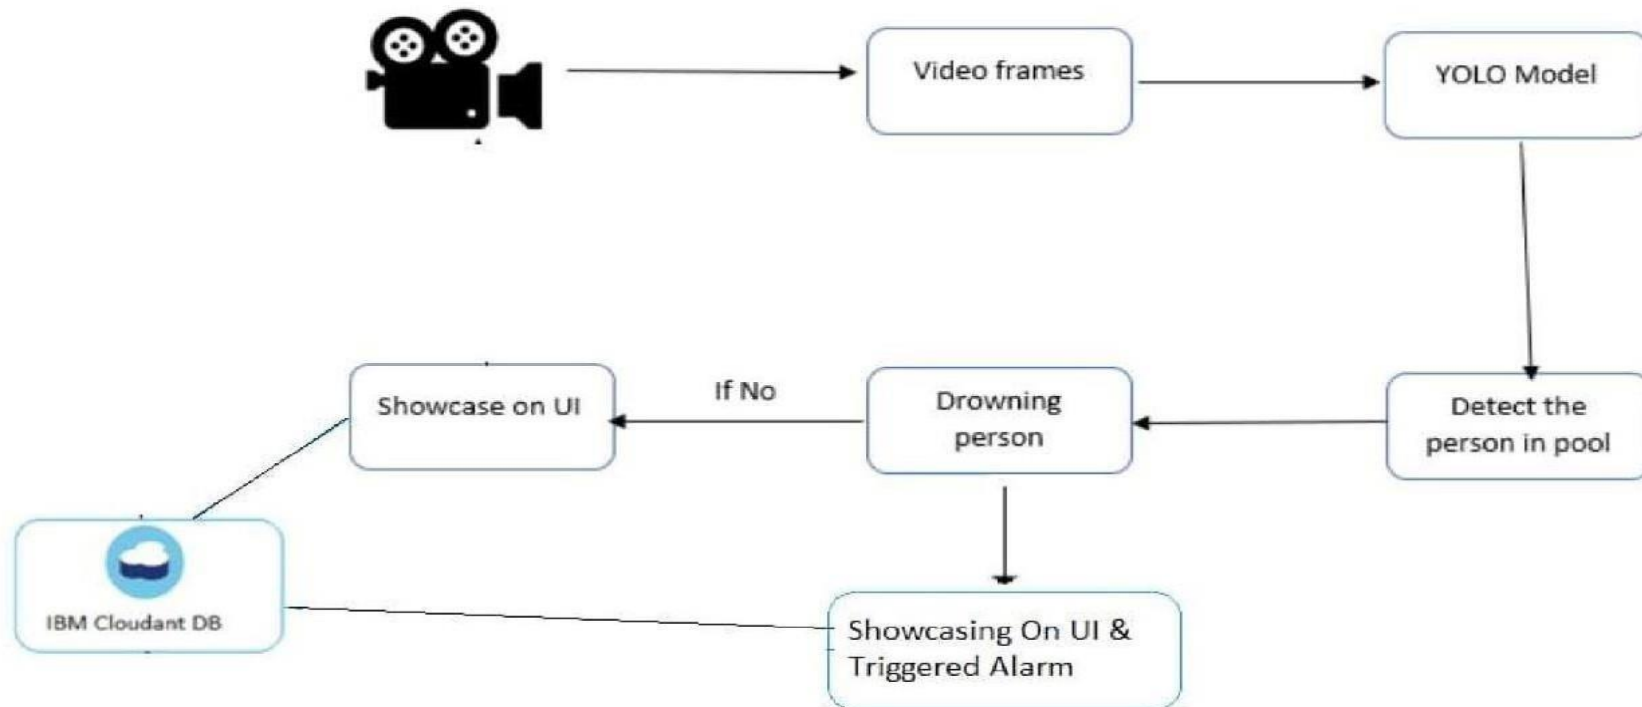 Video frames
YOLO Model
Showcase on UI
If No
Drowning
person
Detect the
person in pool
IBM Cloudant DB
Showcasing On UI &
Triggered Alarm